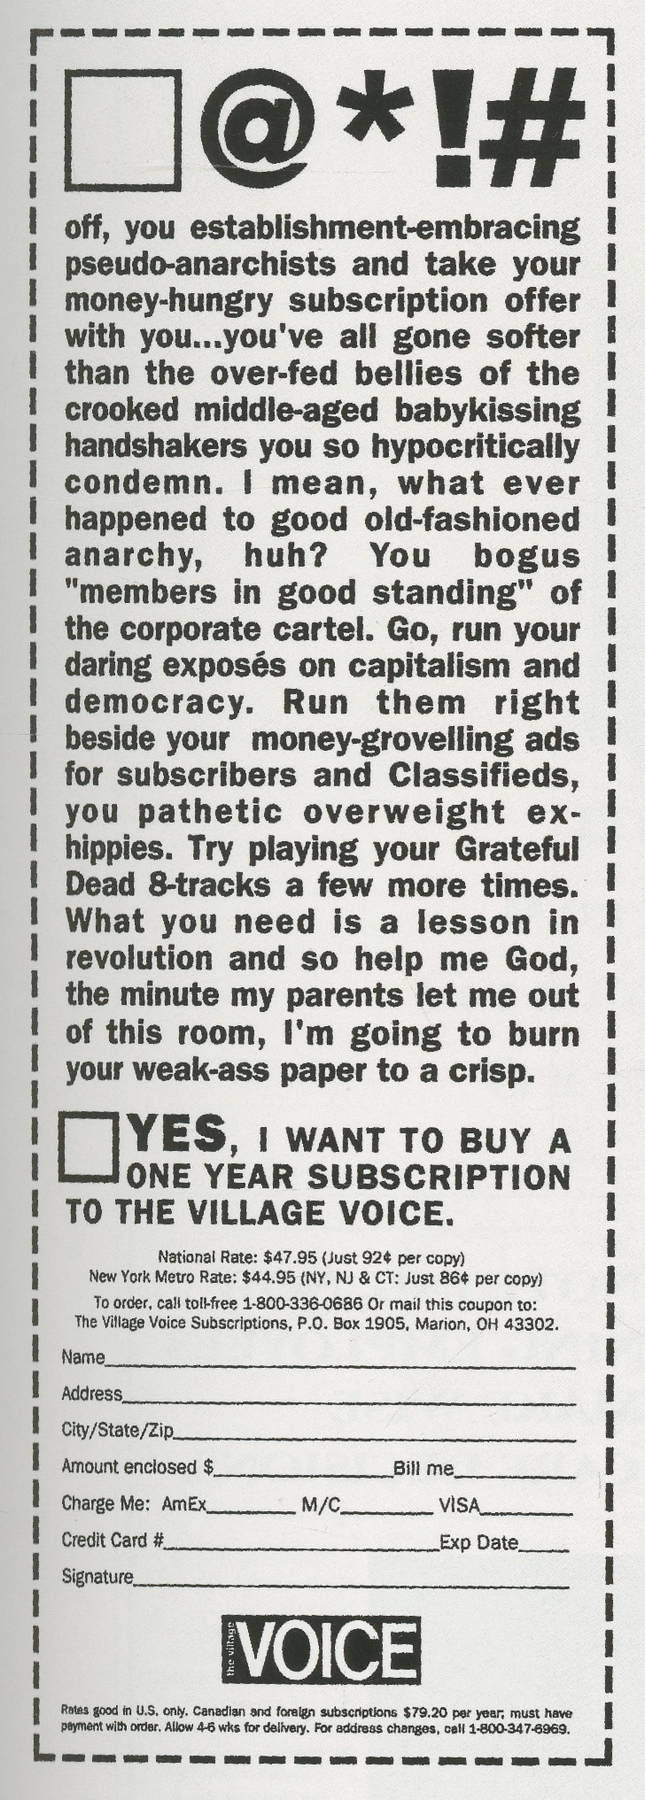 @*!#
off, you establishment-embracing
pseudo-anarchists and take your
money-hungry subscription offer
with you...you've all gone softer
than the over-fed bellies of the
crooked middle-aged babykissing
handshakers you so hypocritically
condemn. I mean, what ever
happened to good old-fashioned
anarchy, huh? You bogus
"members in good standing" of
the corporate cartel. Go, run your
daring exposés on capitalism and
democracy. Run them right
beside your money-grovelling ads
for subscribers and Classifieds,
you pathetic overweight ex-
hippies. Try playing your Grateful
Dead 8-tracks a few more times.
What you need is a lesson in
revolution and so help me God,
the minute my parents let me out
of this room, I'm going to burn
your weak-ass paper to a crisp.
YES, I WANT TO BUY A
ONE YEAR SUBSCRIPTION
TO THE VILLAGE VOICE.
National Rate: $47.95 (Just 92¢ per copy)
New York Metro Rate: $44.95 (NY, NJ & CT: Just 86¢ per copy)
To order, call toll-free 1-800-336-0686 Or mail this coupon to:
The Village Voice Subscriptions, P.O. Box 1905, Marion, OH 43302.
Name
Address
City/State/Zip
Amount enclosed $ Bill me
Charge Me: AmEx M/C VISA
Credit Card # Exp Date
Signature
the village VOICE
Rates good in U.S. only. Canadian and foreign subscriptions $79.20 per year; must have
payment with order. Allow 4-6 wks for delivery. For address changes, call 1-800-347-6969.